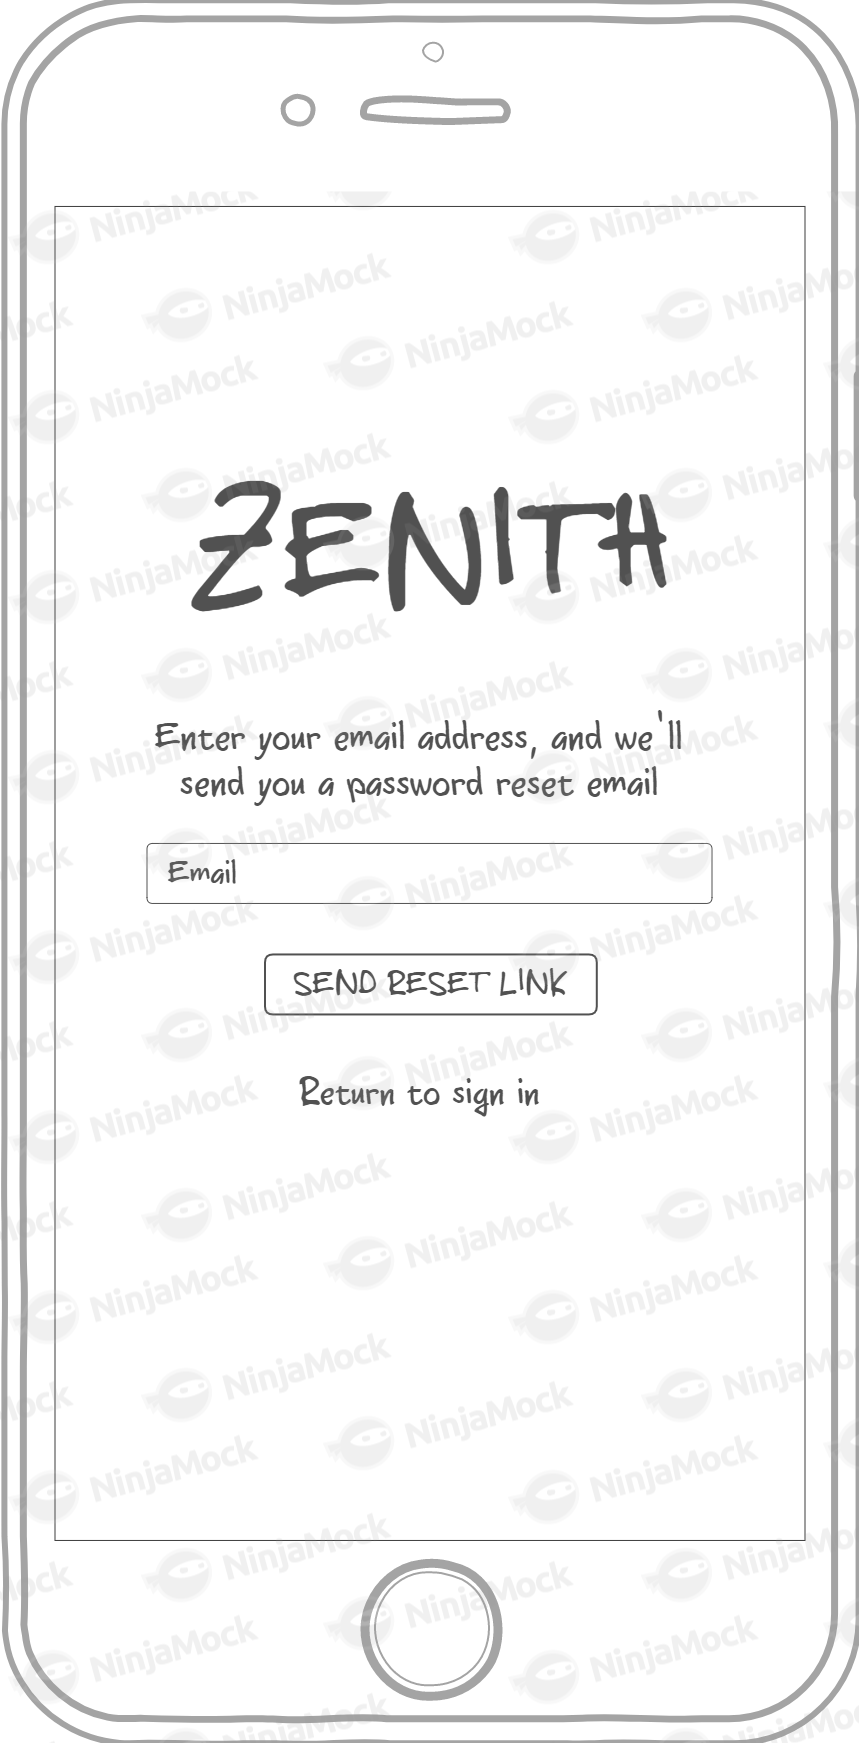 ZENITH
Enter your email address, and we'll
send you a password reset email
Email
SEND RESET LINK
Return to sign in
NinjaMock